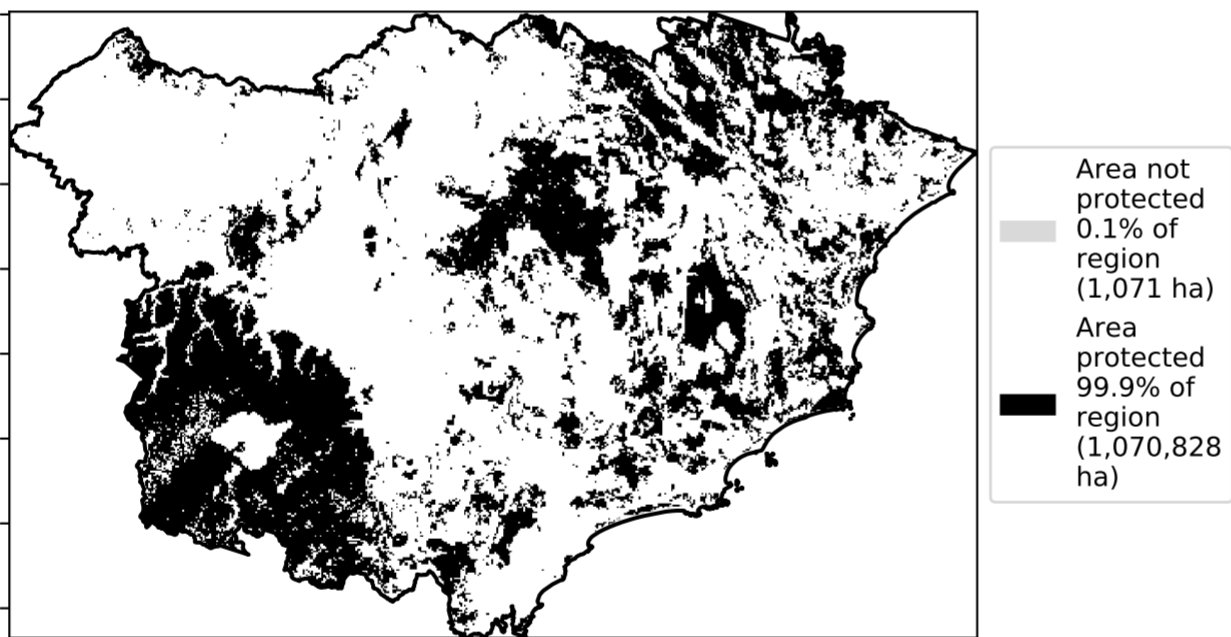 Area not
protected
0.1% of
region
(1,071 ha)
Area
protected
99.9% of
region
(1,070,828
ha)